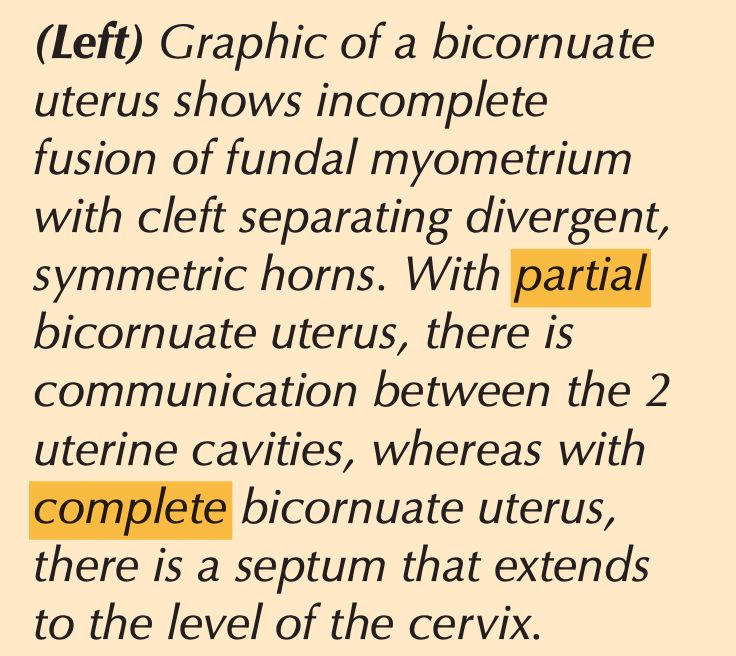 (Left) Graphic of a bicornuate
uterus shows incomplete
fusion of fundal myometrium
with cleft separating divergent,
symmetric horns. With partial
bicornuate uterus, there is
communication between the 2
uterine cavities, whereas with
complete bicornuate uterus,
there is a septum that extends
to the level of the cervix.